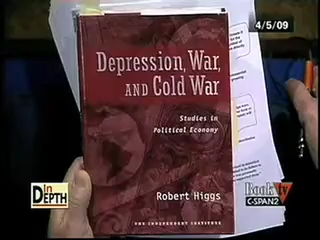 4/5/09
Depression, War,
AND Cold War
Studies in
Political Economy
Robert Higgs
THE INDEPENDENT INSTITUTE
In
DEPTH
Book tv
C-SPAN2